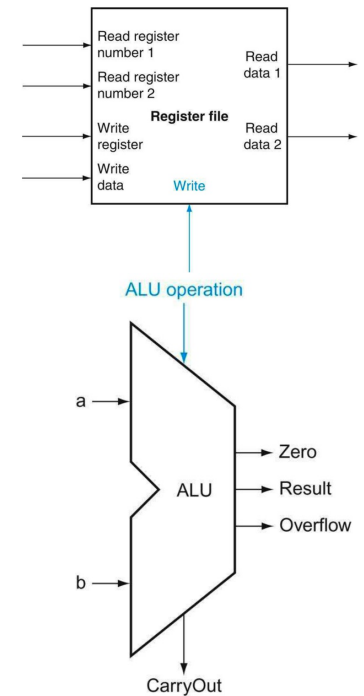 Read register
number 1
Read
data 1
Read register
number 2
Register file
Write
register
Read
data 2
Write
data
Write
ALU operation
a
Zero
ALU
Result
Overflow
b
CarryOut